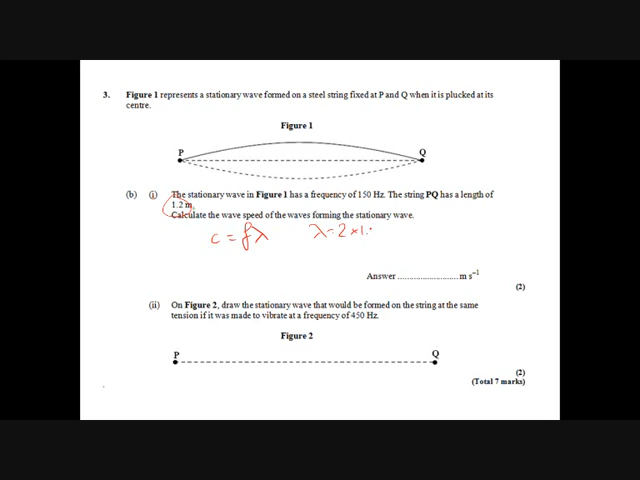 3. Figure 1 represents a stationary wave formed on a steel string fixed at P and Q when it is plucked at its
centre.
Figure 1
P Q
(b) (i) The stationary wave in Figure 1 has a frequency of 150 Hz. The string PQ has a length of
1.2 m.
Calculate the wave speed of the waves forming the stationary wave.
c = fλ λ = 2 × 1.
Answer ........................... m s⁻¹
(2)
(ii) On Figure 2, draw the stationary wave that would be formed on the string at the same
tension if it was made to vibrate at a frequency of 450 Hz.
Figure 2
P Q
(2)
(Total 7 marks)